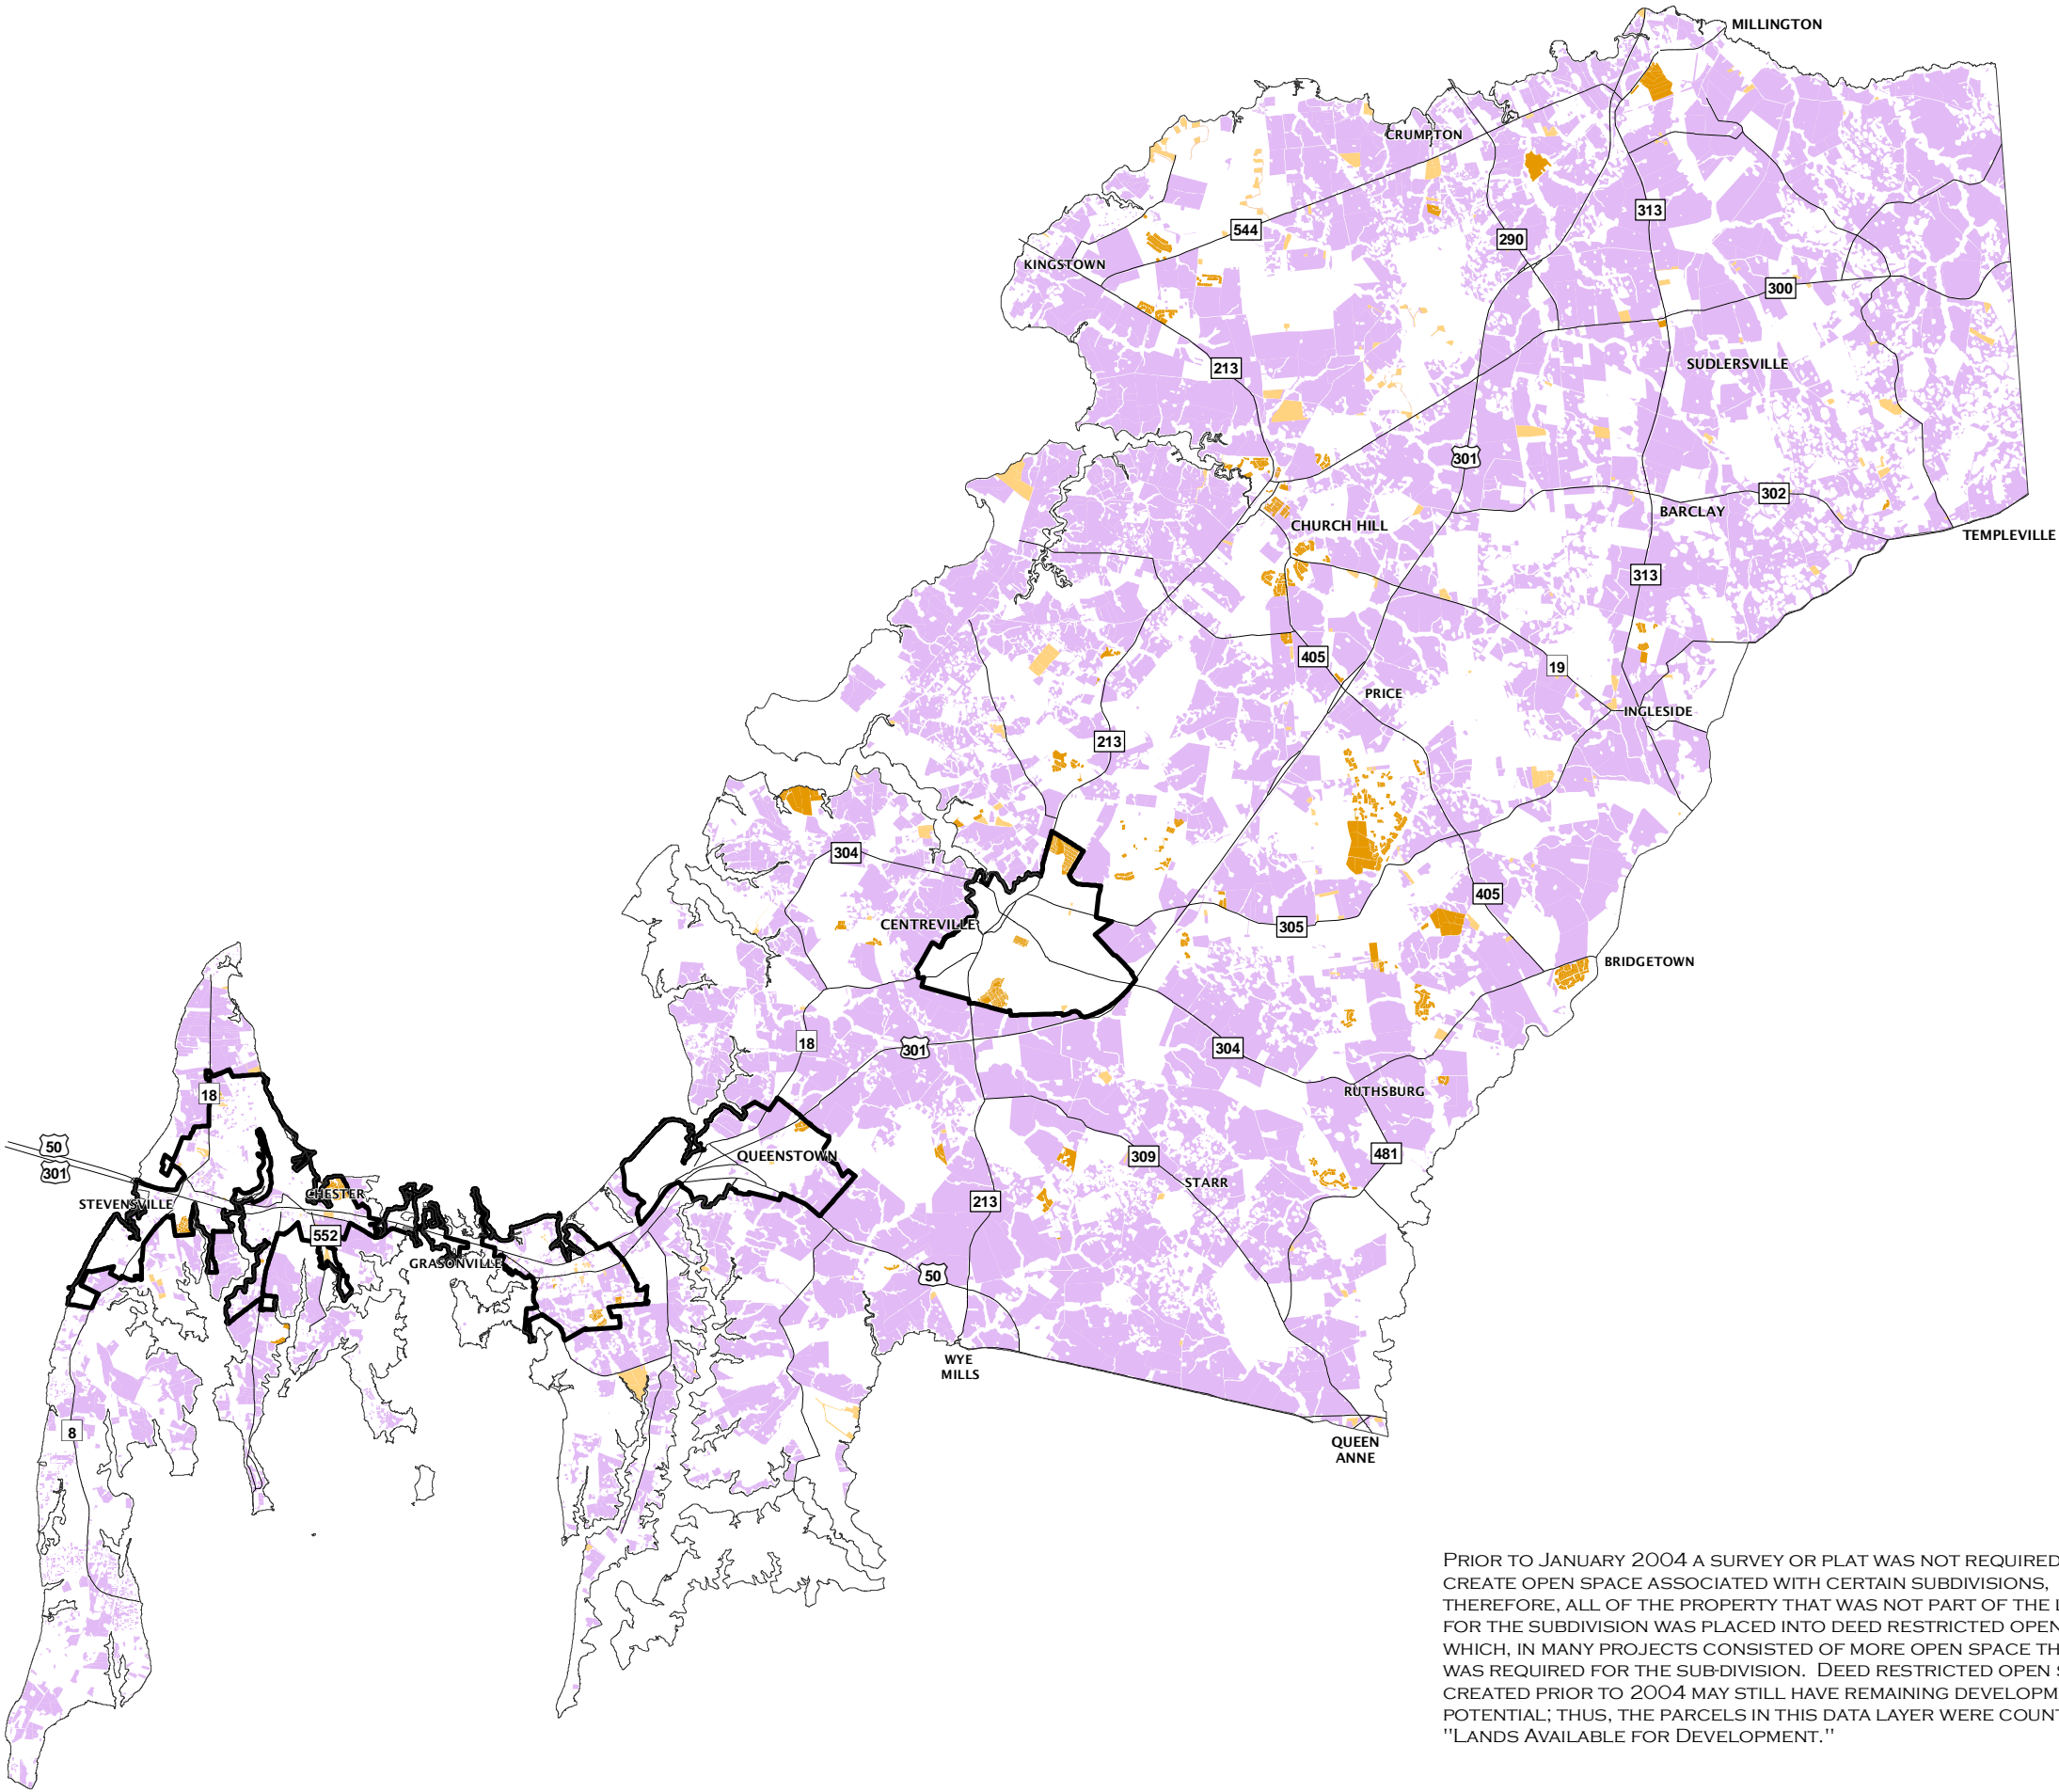 MILLINGTON
CRUMPTON
313
544
290
KINGSTOWN
300
SUDLERSVILLE
213
301
302
BARCLAY
CHURCH HILL
TEMPLEVILLE
313
405
19
PRICE
INGLESIDE
213
304
405
CENTREVILLE
305
BRIDGETOWN
18
301
304
18
RUTHSBURG
50
301
481
QUEENSTOWN
309
STARR
CHESTER
STEVENSVILLE
213
552
GRASONVILLE
50
WYE
MILLS
8
QUEEN
ANNE
PRIOR TO JANUARY 2004 A SURVEY OR PLAT WAS NOT REQUIRED
CREATE OPEN SPACE ASSOCIATED WITH CERTAIN SUBDIVISIONS,
THEREFORE, ALL OF THE PROPERTY THAT WAS NOT PART OF THE
FOR THE SUBDIVISION WAS PLACED INTO DEED RESTRICTED OPEN
WHICH, IN MANY PROJECTS CONSISTED OF MORE OPEN SPACE
WAS REQUIRED FOR THE SUB-DIVISION. DEED RESTRICTED OPEN
CREATED PRIOR TO 2004 MAY STILL HAVE REMAINING
POTENTIAL; THUS, THE PARCELS IN THIS DATA LAYER WERE
"LANDS AVAILABLE FOR DEVELOPMENT."